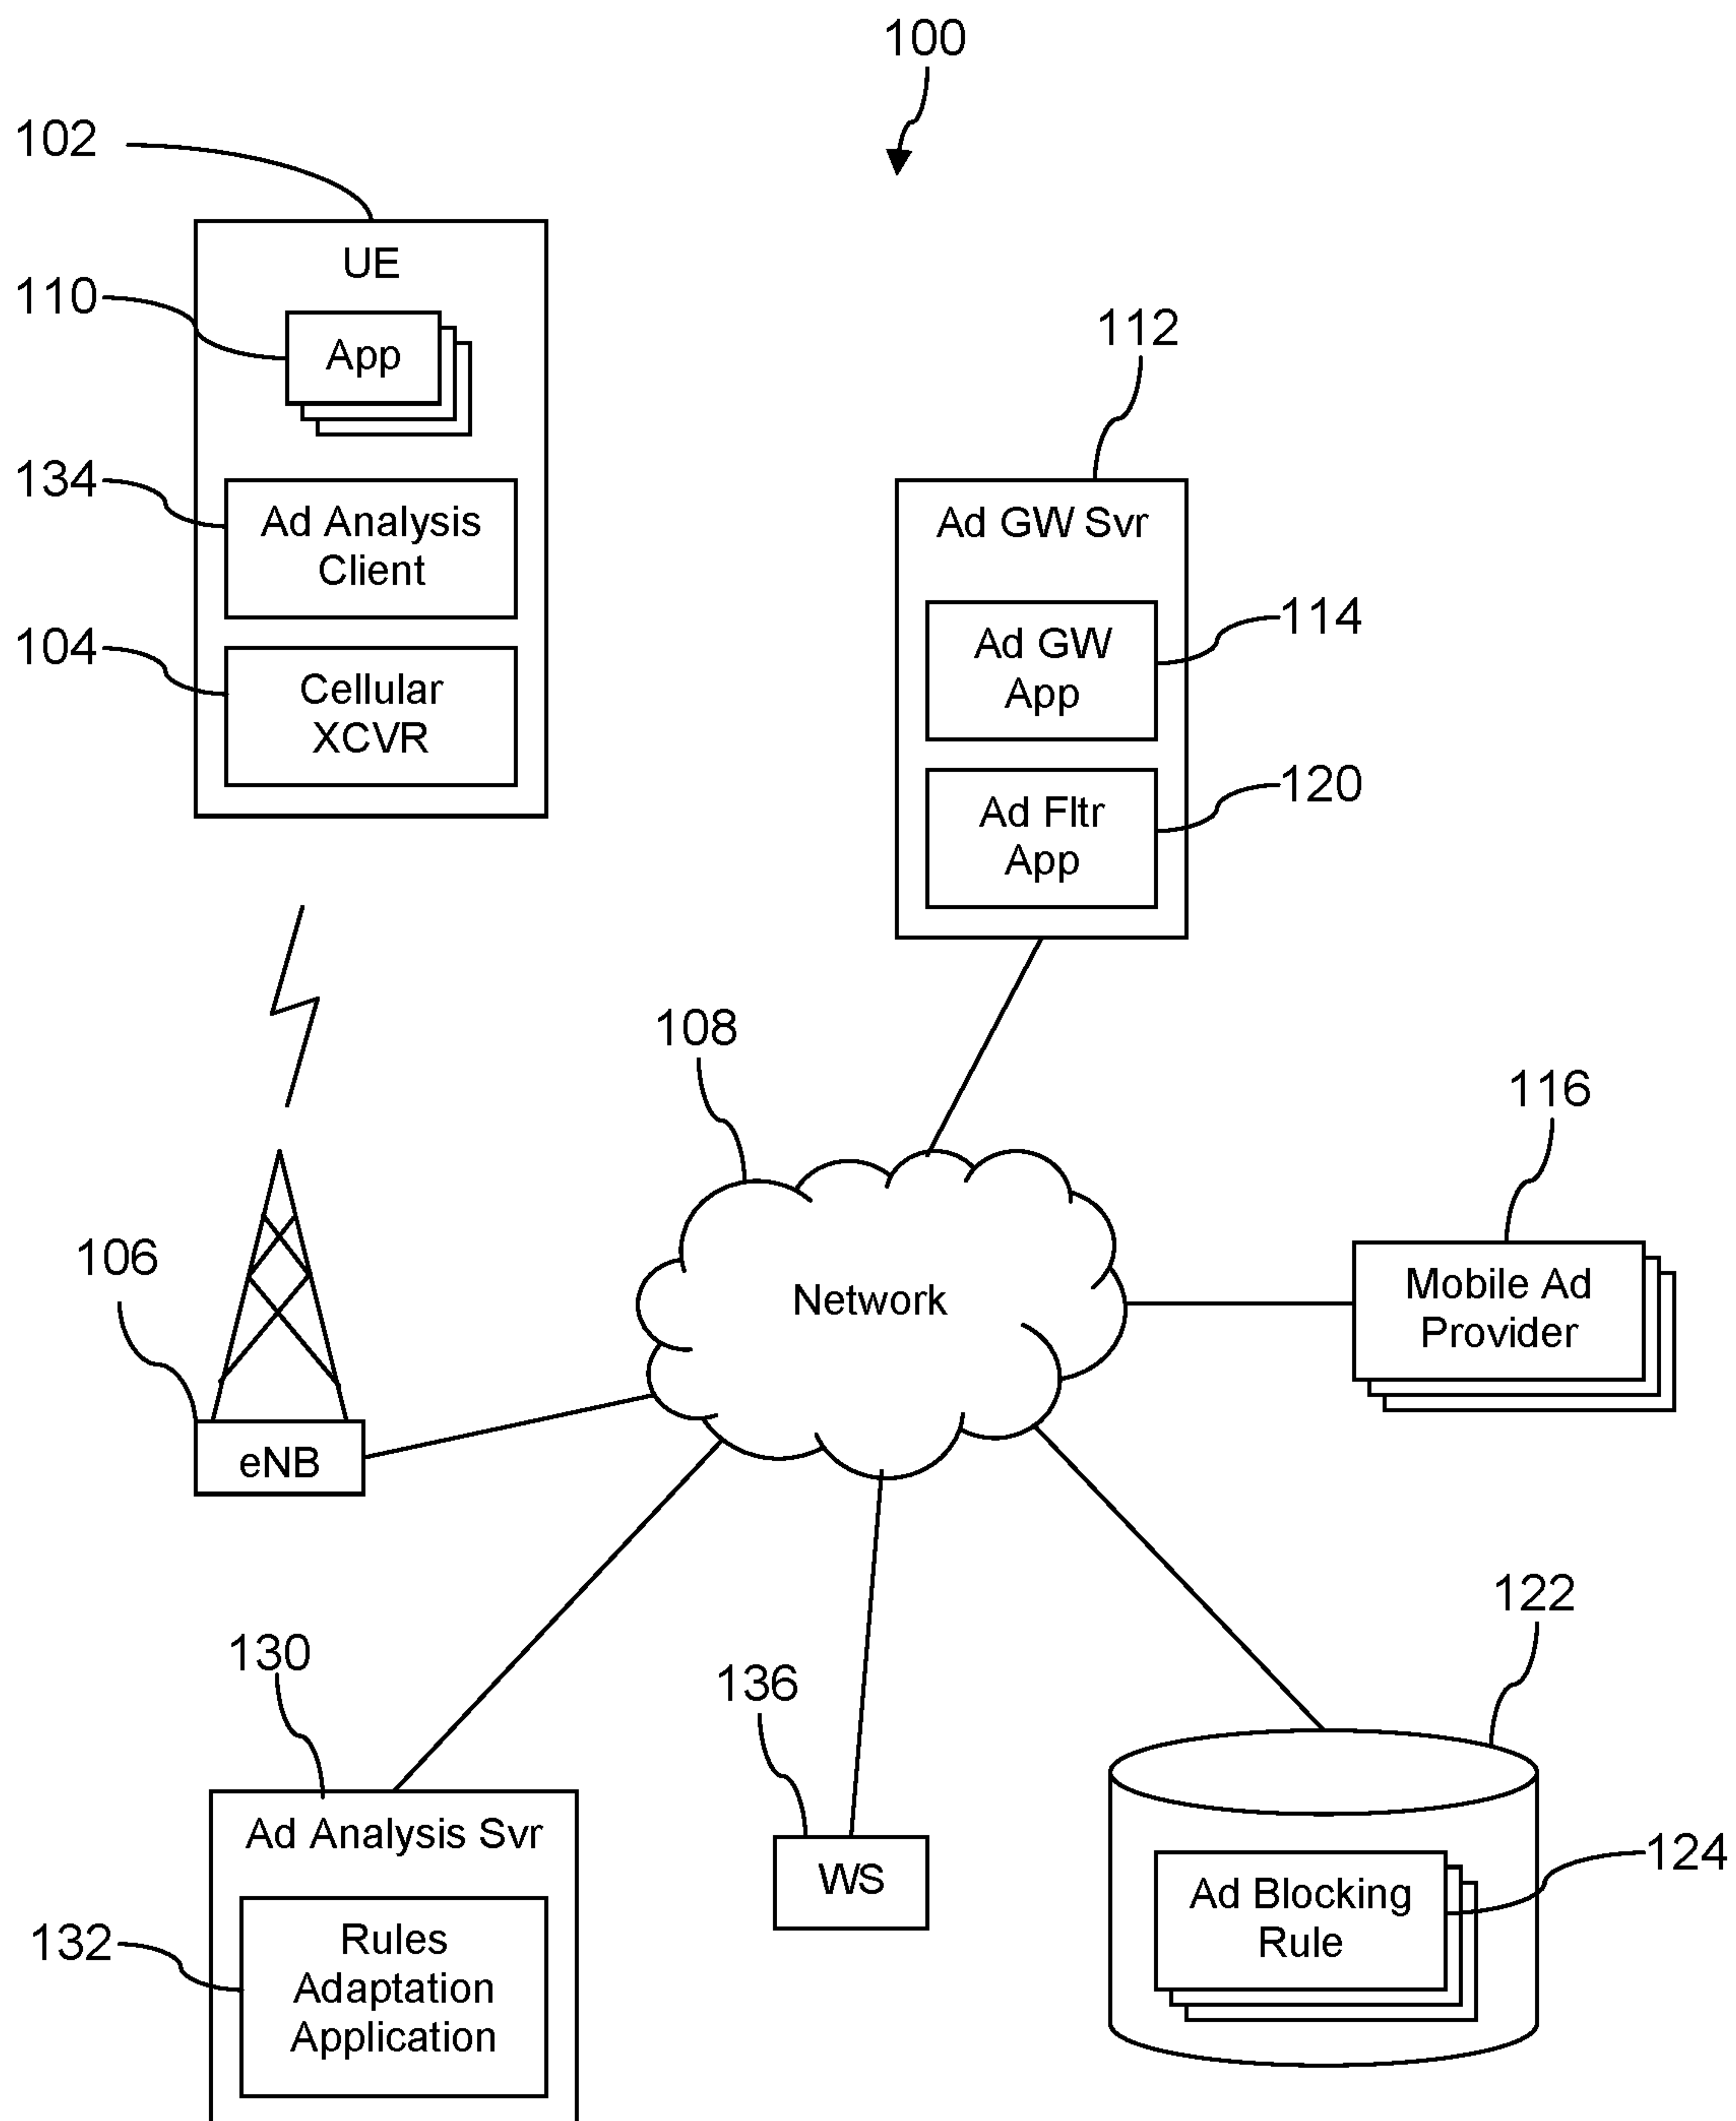 100
102
UE
110
App
112
134
Ad Analysis
Client
Ad GW Svr
104
Cellular
XCVR
Ad GW
App
114
Ad Fltr
App
120
108
116
106
Network
Mobile Ad
Provider
eNB
122
130
136
Ad Analysis Svr
WS
124
Ad Blocking
Rule
132
Rules
Adaptation
Application